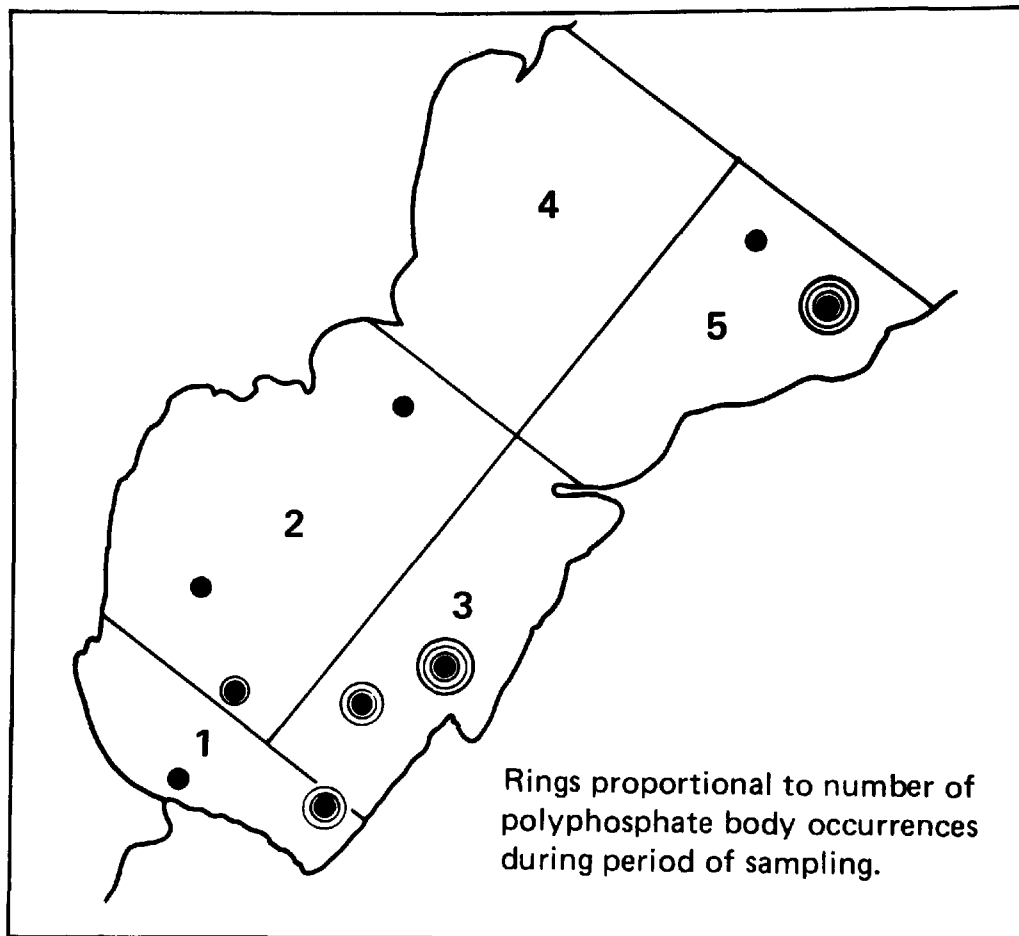 4
5
2
3
1
Rings proportional to number of
polyphosphate body occurrences
during period of sampling.